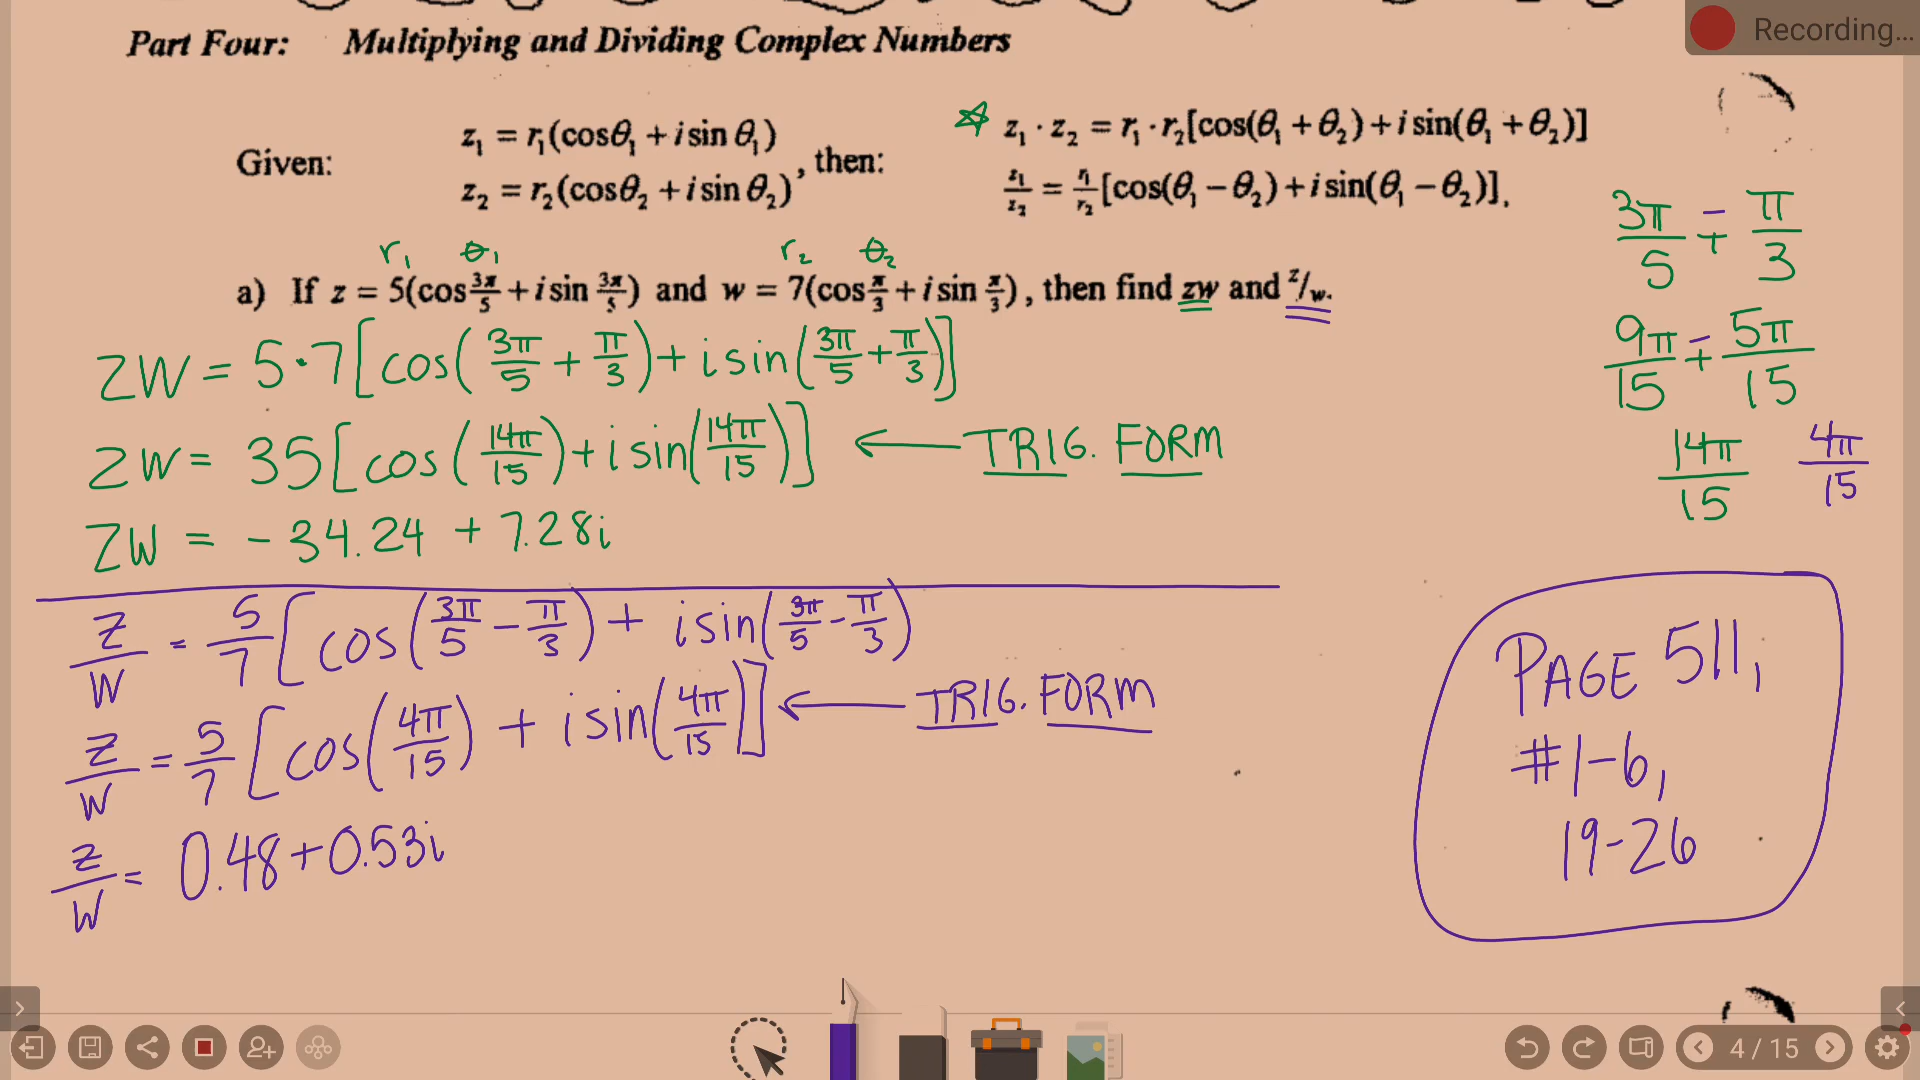 Recording...
Part Four: Multiplying and Dividing Complex Numbers
Given: z₁ = r₁(cosθ₁ + i sin θ₁)
z₂ = r₂(cosθ₂ + i sin θ₂) , then:
☆ z₁ · z₂ = r₁ · r₂[cos(θ₁ + θ₂) + i sin(θ₁ + θ₂)]
z₁/z₂ = r₁/r₂[cos(θ₁ − θ₂) + i sin(θ₁ − θ₂)].
r₁ θ₁ r₂ θ₂
a) If z = 5(cos 3π/5 + i sin 3π/5) and w = 7(cos π/3 + i sin π/3), then find zw and z/w.
ZW = 5·7[cos(3π/5 + π/3) + i sin(3π/5 + π/3)]
ZW = 35[cos(14π/15) + i sin(14π/15)] ← TRIG. FORM
ZW = -34.24 + 7.28i
Z/W = 5/7[cos(3π/5 − π/3) + i sin(3π/5 − π/3)
Z/W = 5/7[cos(4π/15) + i sin(4π/15)] ← TRIG. FORM
Z/W = 0.48+0.53i
3π/5 −+ π/3
9π/15 −+ 5π/15
14π/15 4π/15
PAGE 511,
#1-6,
19-26
4 / 15